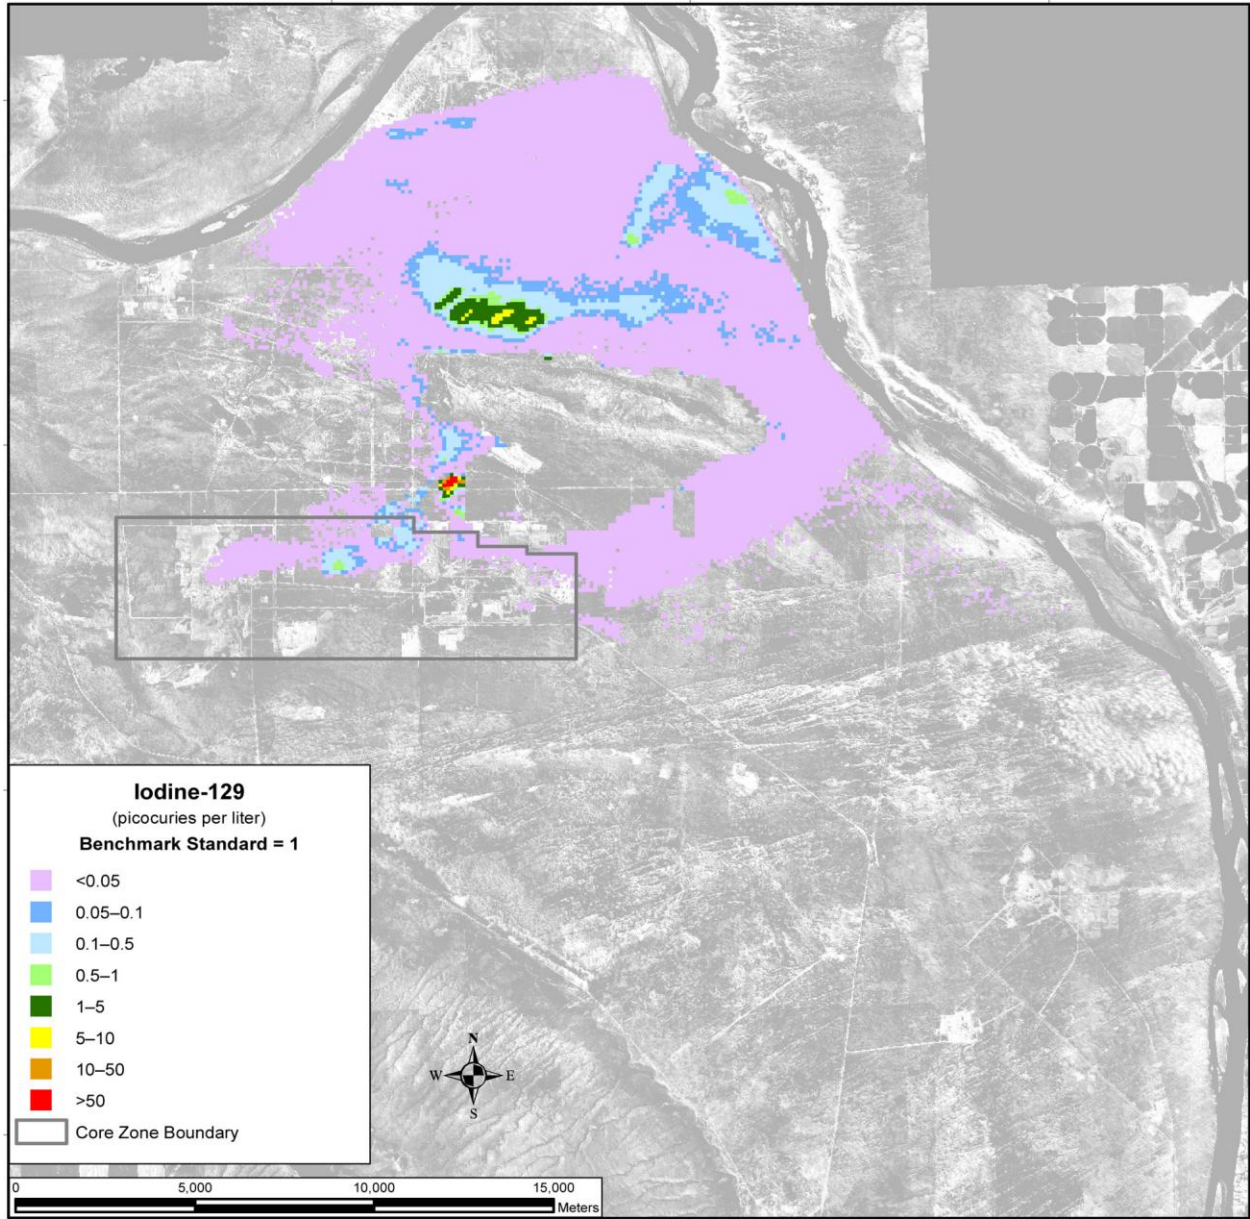 Iodine-129
(picocuries per liter)
Benchmark Standard = 1
<0.05
0.05–0.1
0.1–0.5
0.5–1
1–5
5–10
10–50
>50
Core Zone Boundary
N
W E
S
0 5,000 10,000 15,000
Meters